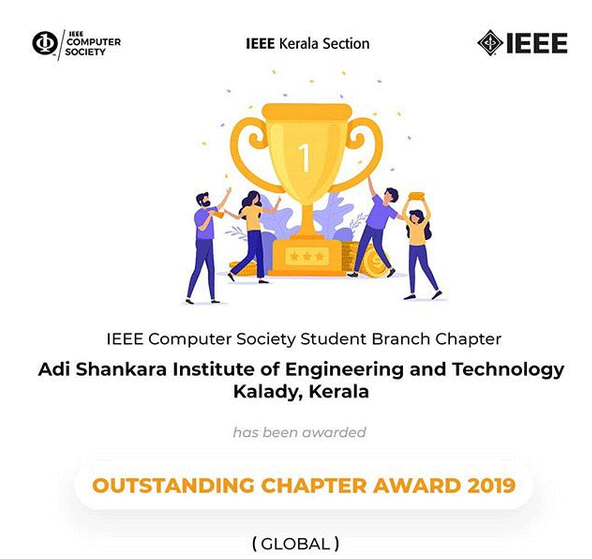 IEEE
COMPUTER
SOCIETY
IEEE Kerala Section
IEEE
1
IEEE Computer Society Student Branch Chapter
Adi Shankara Institute of Engineering and Technology
Kalady, Kerala
has been awarded
OUTSTANDING CHAPTER AWARD 2019
( GLOBAL )